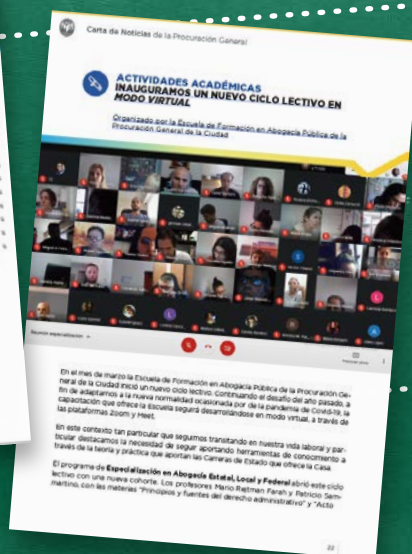 Carta de Noticias de la Procuración General
ACTIVIDADES ACADÉMICAS
INAUGURAMOS UN NUEVO CICLO LECTIVO EN
MODO VIRTUAL
Organizado por la Escuela de Formación en Abogacía Pública de la
Procuración General de la Ciudad
En el mes de marzo la Escuela de Formación en Abogacía Pública de la Procuración Ge-
neral de la Ciudad inició un nuevo ciclo lectivo. Continuando el desafío del año pasado, a
fin de adaptarnos a la nueva normalidad ocasionada por de la pandemia de Covid-19, la
capacitación que ofrece la Escuela seguirá desarrollándose en modo virtual, a través de
las plataformas Zoom y Meet.
En este contexto tan particular que seguimos transitando en nuestra vida laboral y par-
ticular destacamos la necesidad de seguir aportando herramientas de conocimiento a
través de la teoría y práctica que aportan las Carreras de Estado que ofrece la Casa.
El programa de Especialización en Abogacía Estatal, Local y Federal abrió este ciclo
lectivo con una nueva cohorte. Los profesores Mario Rejtman Farah y Patricio Sam-
martino, con las materias "Principios y fuentes del derecho administrativo" y "Acto
22